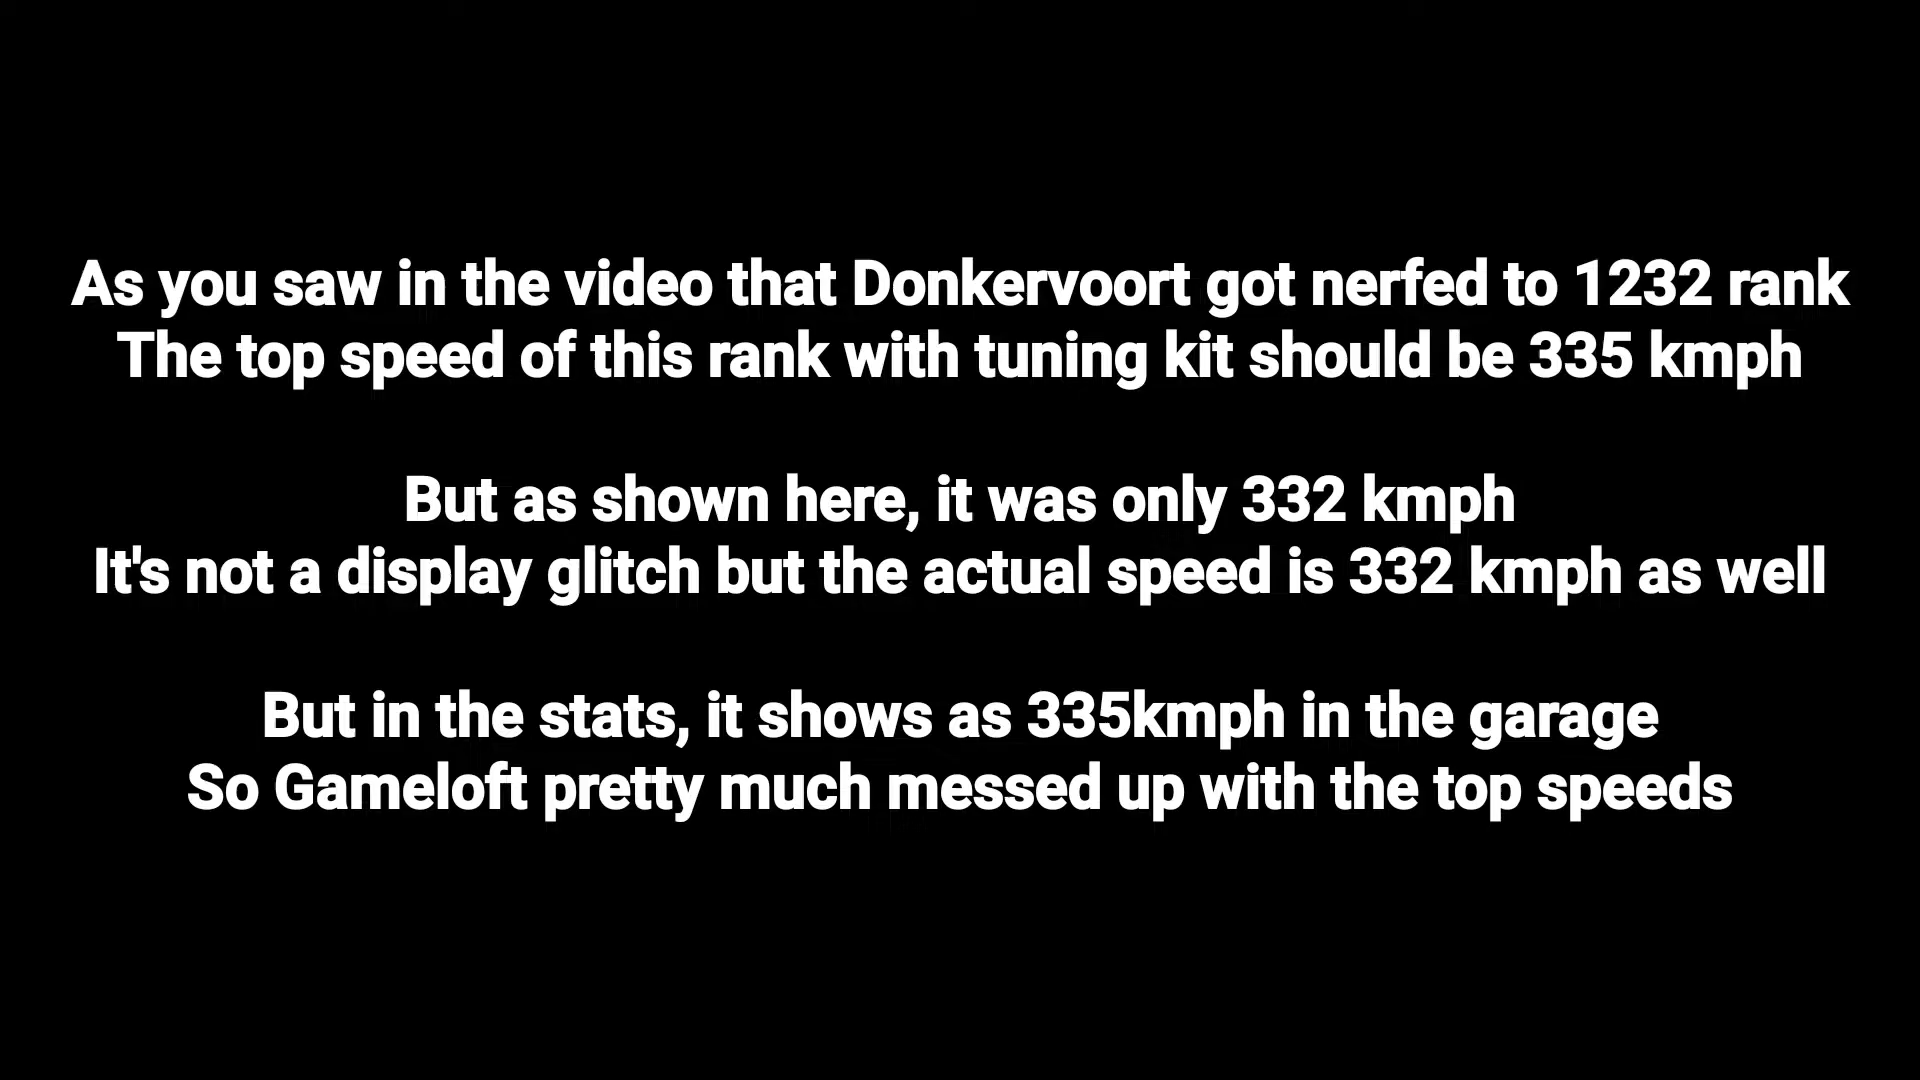 As you saw in the video that Donkervoort got nerfed to 1232 rank
The top speed of this rank with tuning kit should be 335 kmph
But as shown here, it was only 332 kmph
It's not a display glitch but the actual speed is 332 kmph as well
But in the stats, it shows as 335kmph in the garage
So Gameloft pretty much messed up with the top speeds